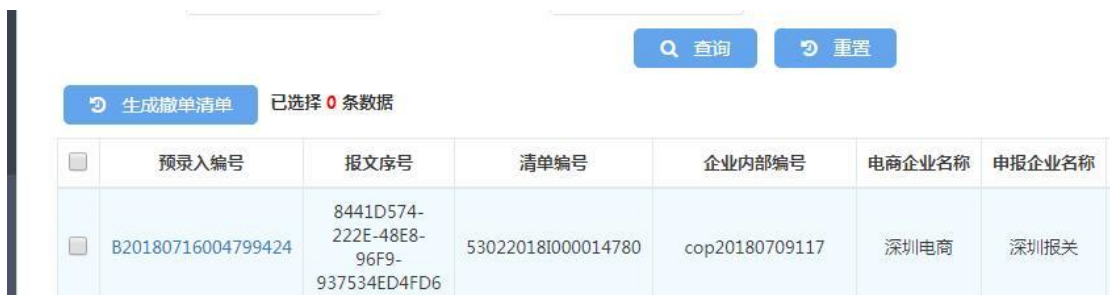 查询 重置
生成撤单清单 已选择 0 条数据
预录入编号 报文序号 清单编号 企业内部编号 电商企业名称 申报企业名称
8441D574-
222E-48E8-
B20180716004799424 53022018I000014780 cop20180709117 深圳电商 深圳报关
96F9-
937534ED4FD6